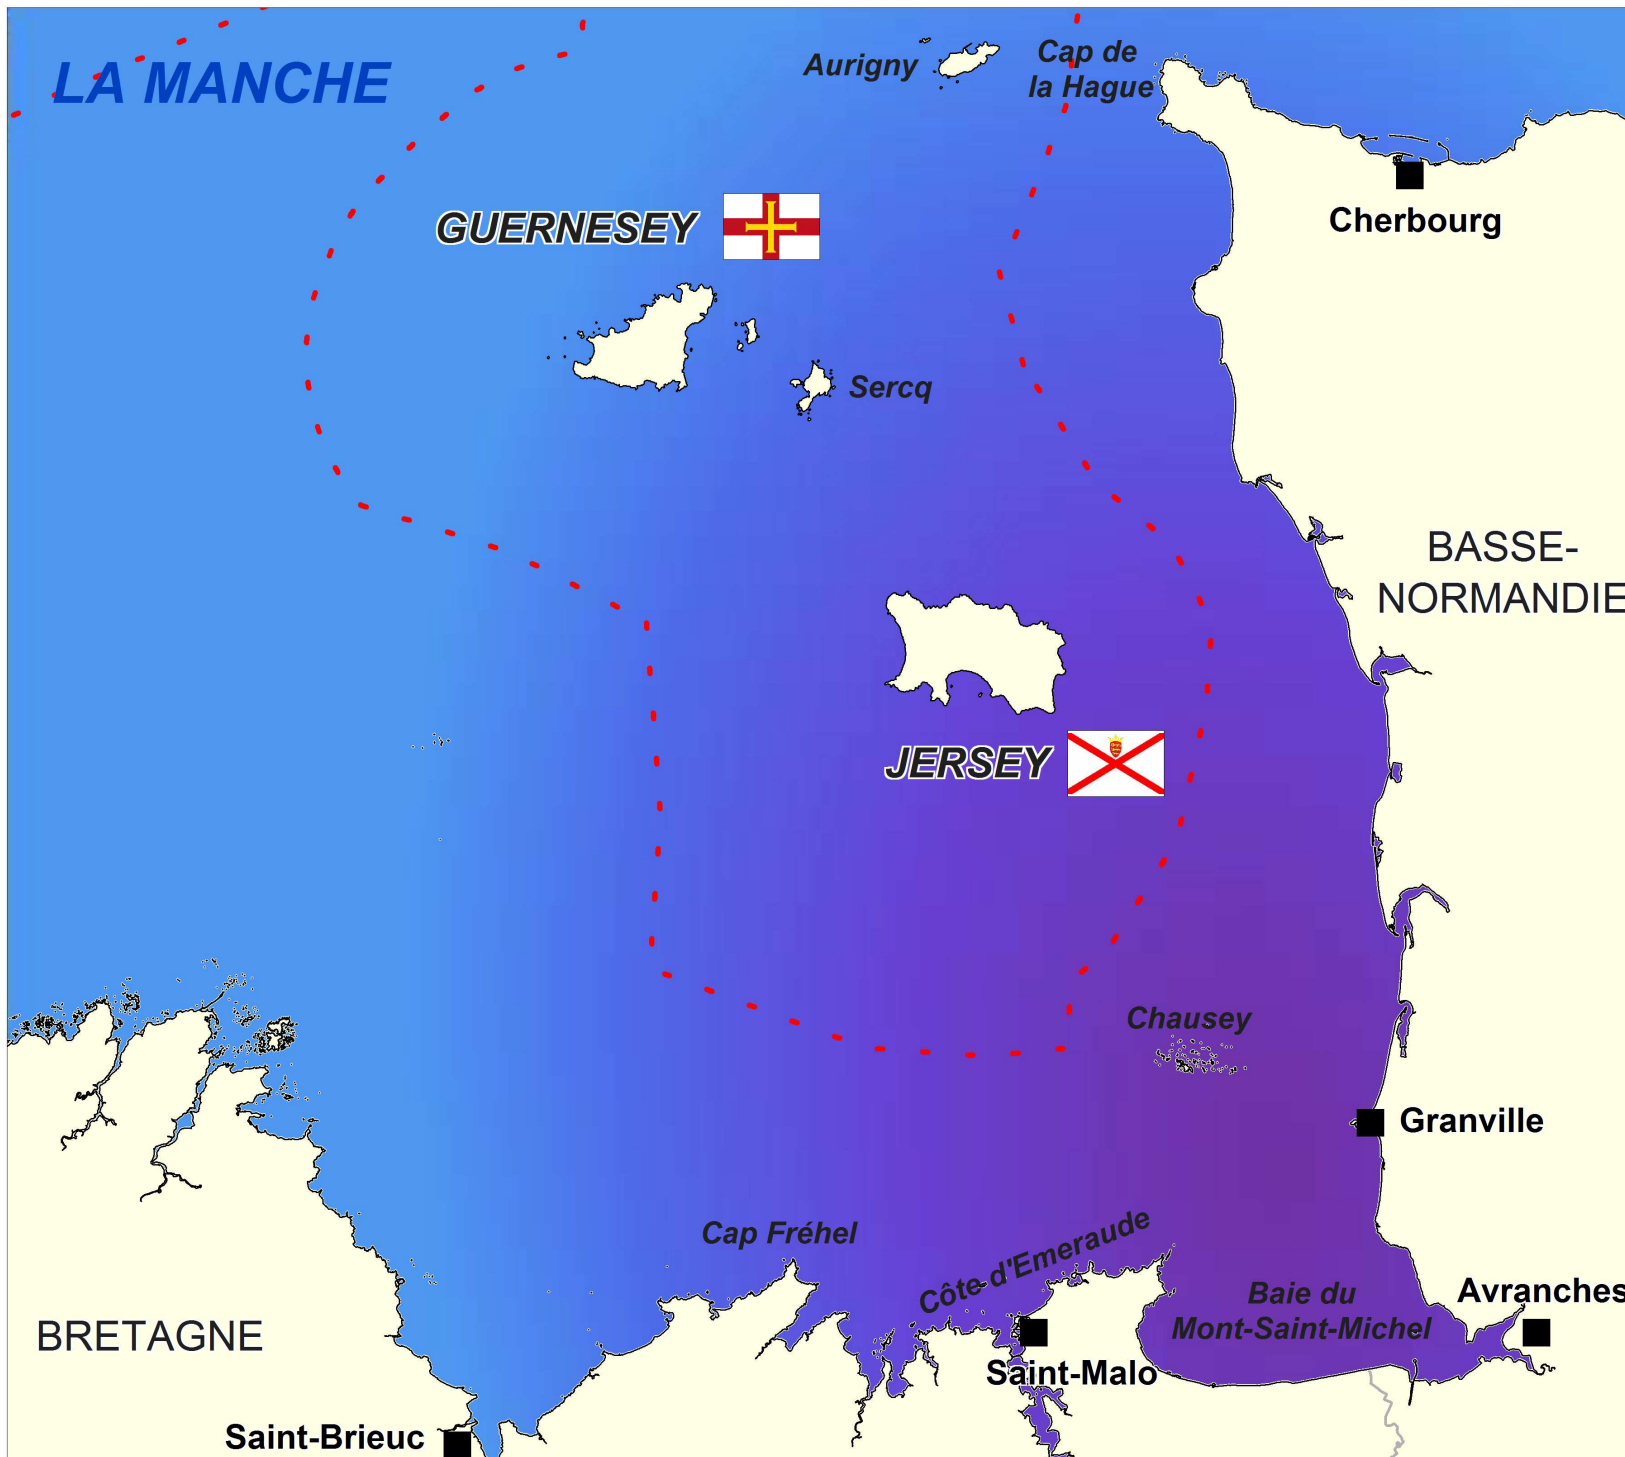 LA MANCHE
Aurigny
Cap de
la Hague
Cherbourg
GUERNESEY
Sercq
BASSE-
NORMANDIE
JERSEY
Chausey
Granville
Cap Fréhel
Côte d'Emeraude
Baie du
Mont-Saint-Michel
Avranches
BRETAGNE
Saint-Malo
Saint-Brieuc